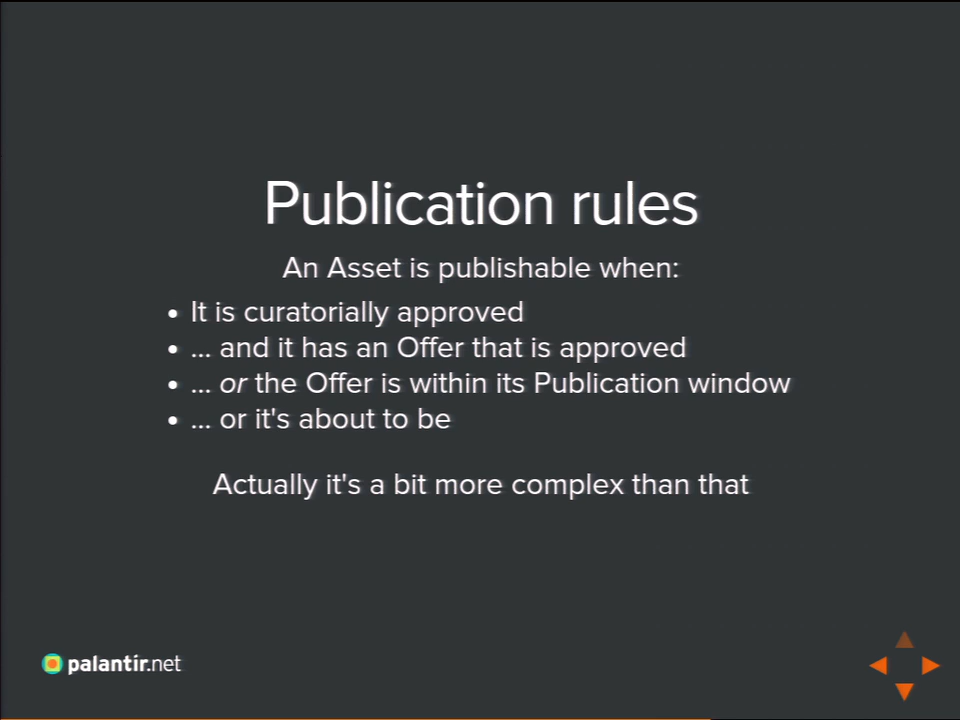 Publication rules
An Asset is publishable when:
• It is curatorially approved
• ... and it has an Offer that is approved
• ... or the Offer is within its Publication window
• ... or it's about to be
Actually it's a bit more complex than that
palantir.net